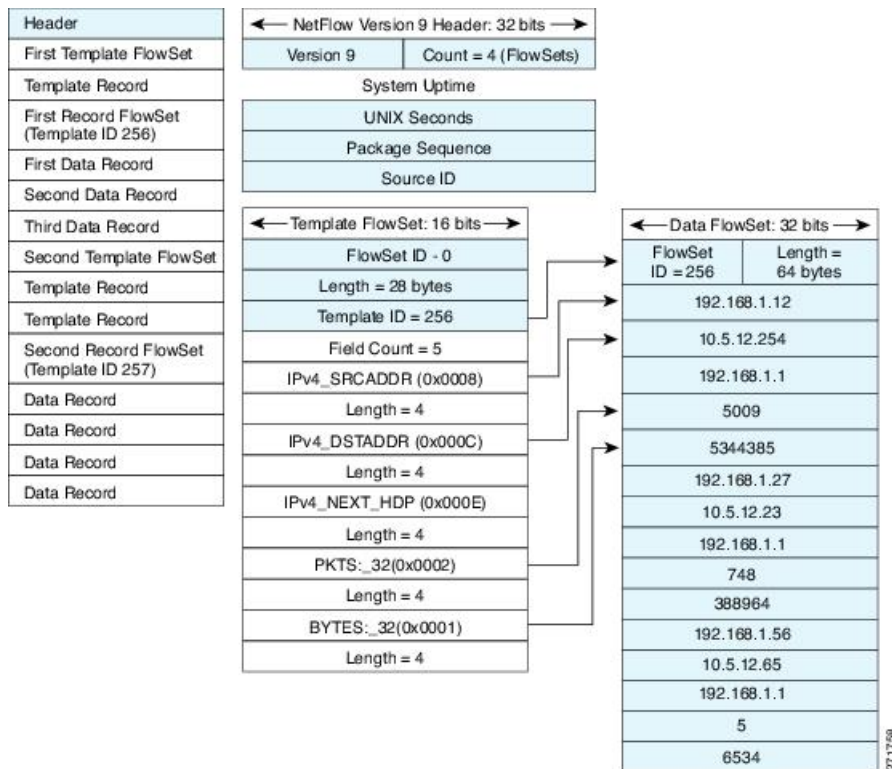 Header
First Template FlowSet
Template Record
First Record FlowSet
(Template ID 256)
First Data Record
Second Data Record
Third Data Record
Second Template FlowSet
Template Record
Template Record
Second Record FlowSet
(Template ID 257)
Data Record
Data Record
Data Record
Data Record
NetFlow Version 9 Header: 32 bits
Version 9
Count = 4 (FlowSets)
System Uptime
UNIX Seconds
Package Sequence
Source ID
Template FlowSet: 16 bits
FlowSet ID - 0
Length = 28 bytes
Template ID = 256
Field Count = 5
IPv4_SRCADDR (0x0008)
Length = 4
IPv4_DSTADDR (0x000C)
Length = 4
IPv4_NEXT_HDP (0x000E)
Length = 4
PKTS:_32(0x0002)
Length = 4
BYTES:_32(0x0001)
Length = 4
Data FlowSet: 32 bits
FlowSet
ID = 256
Length =
64 bytes
192.168.1.12
10.5.12.254
192.168.1.1
5009
5344385
192.168.1.27
10.5.12.23
192.168.1.1
748
388964
192.168.1.56
10.5.12.65
192.168.1.1
5
6534